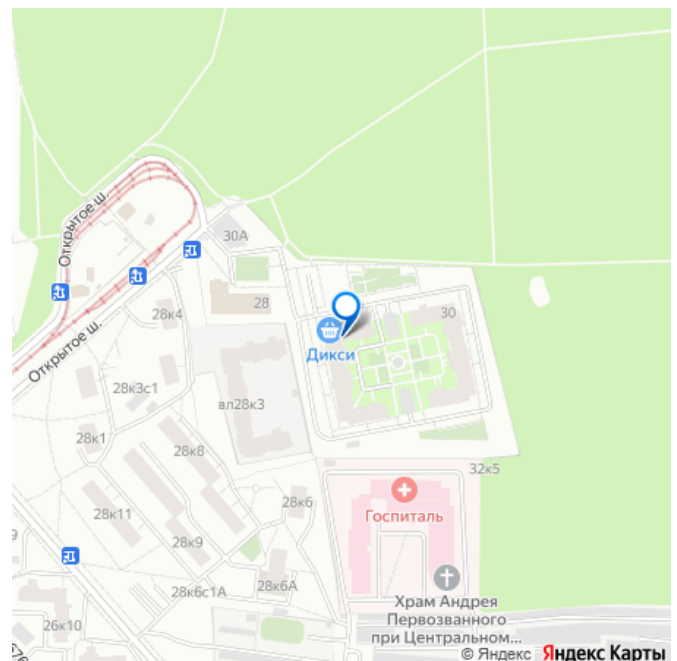 Открытое ш.
30А
28
28к4
30
Дикси
Открытое ш.
28к3с1
вл28к3
28к1
28к8
32к5
28к11
28к6
Госпиталь
28к9
28к6А
28к6с1А
Храм Андрея
Первозванного
при Центральном...
26к10
© Яндекс Яндекс Карты